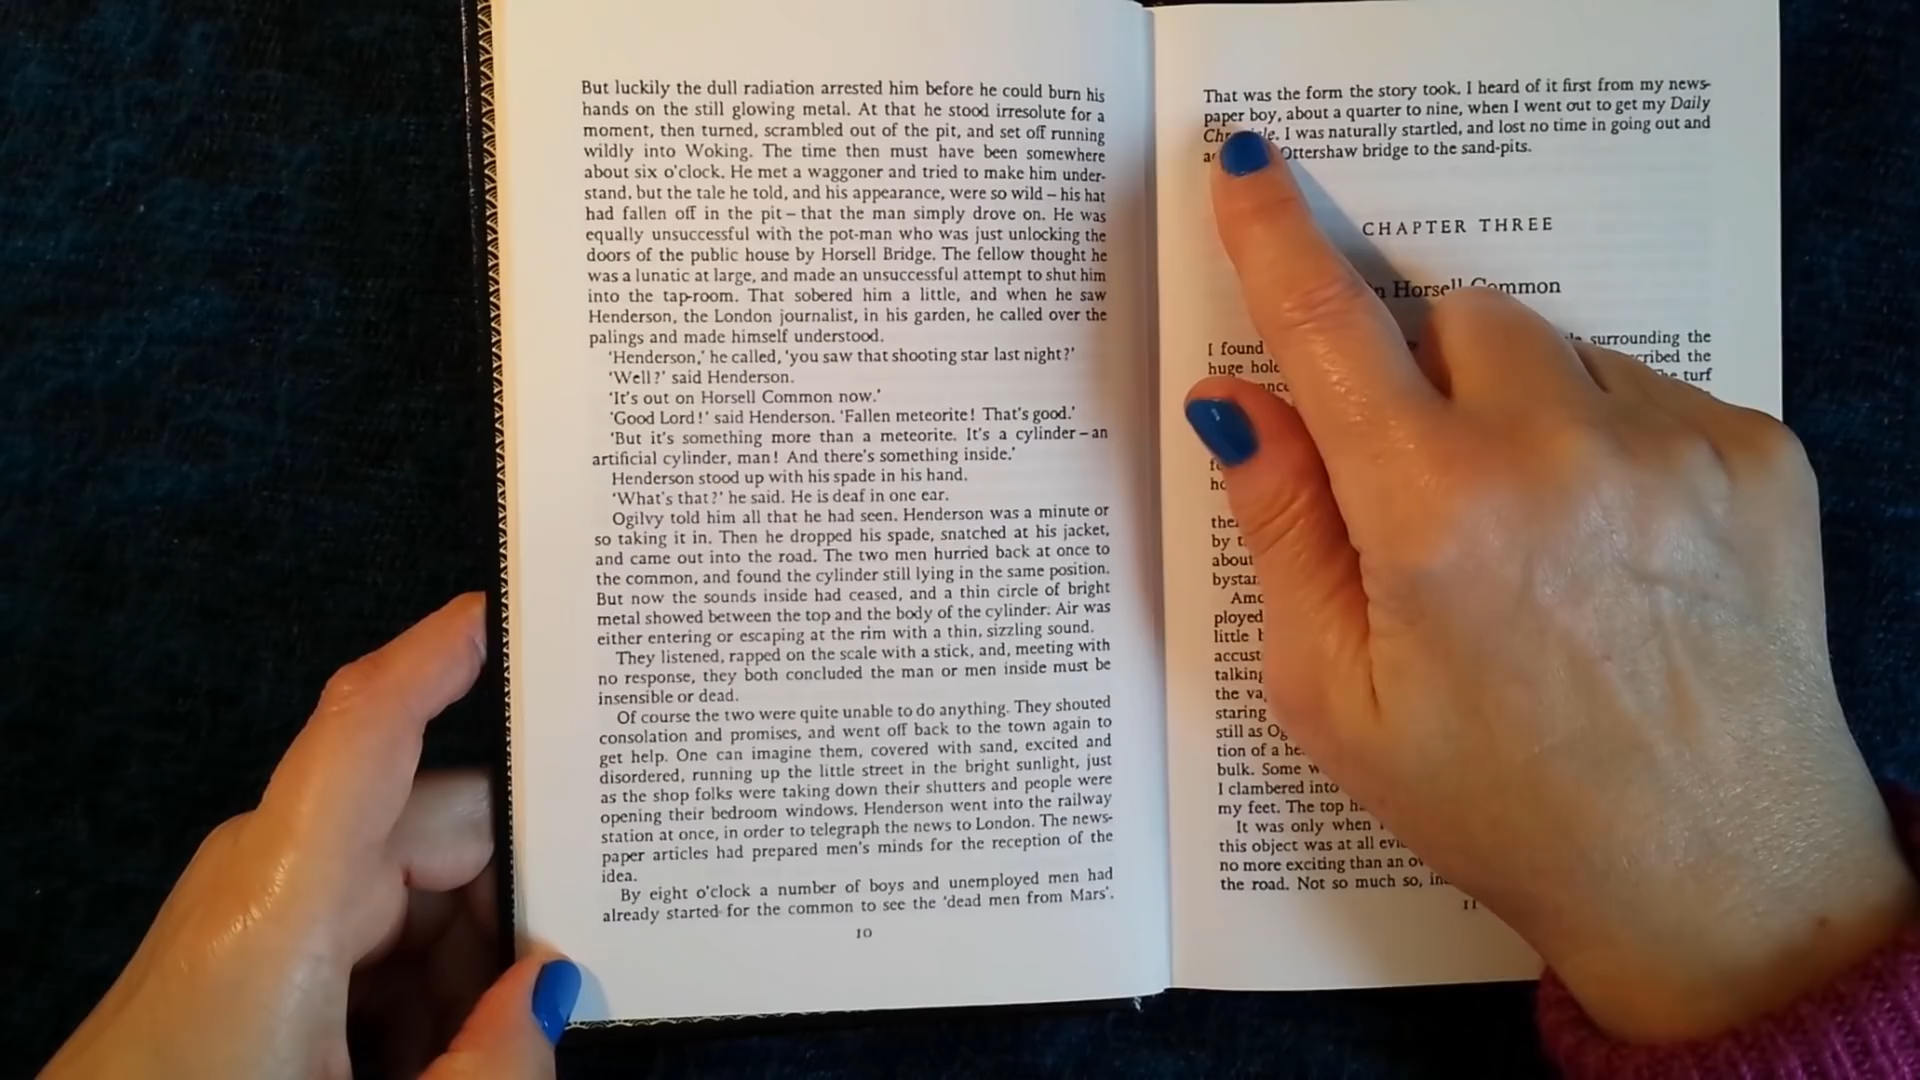 But luckily the dull radiation arrested him before he could burn his
hands on the still glowing metal. At that he stood irresolute for a
moment, then turned, scrambled out of the pit, and set off running
wildly into Woking. The time then must have been somewhere
about six o'clock. He met a waggoner and tried to make him under-
stand, but the tale he told, and his appearance, were so wild – his hat
had fallen off in the pit – that the man simply drove on. He was
equally unsuccessful with the pot-man who was just unlocking the
doors of the public house by Horsell Bridge. The fellow thought he
was a lunatic at large, and made an unsuccessful attempt to shut him
into the tap-room. That sobered him a little, and when he saw
Henderson, the London journalist, in his garden, he called over the
palings and made himself understood.
'Henderson,' he called, 'you saw that shooting star last night?'
'Well?' said Henderson.
'It's out on Horsell Common now.'
'Good Lord!' said Henderson. 'Fallen meteorite! That's good.'
'But it's something more than a meteorite. It's a cylinder – an
artificial cylinder, man! And there's something inside.'
Henderson stood up with his spade in his hand.
'What's that?' he said. He is deaf in one ear.
Ogilvy told him all that he had seen. Henderson was a minute or
so taking it in. Then he dropped his spade, snatched at his jacket,
and came out into the road. The two men hurried back at once to
the common, and found the cylinder still lying in the same position.
But now the sounds inside had ceased, and a thin circle of bright
metal showed between the top and the body of the cylinder. Air was
either entering or escaping at the rim with a thin, sizzling sound.
They listened, rapped on the scale with a stick, and, meeting with
no response, they both concluded the man or men inside must be
insensible or dead.
Of course the two were quite unable to do anything. They shouted
consolation and promises, and went off back to the town again to
get help. One can imagine them, covered with sand, excited and
disordered, running up the little street in the bright sunlight, just
as the shop folks were taking down their shutters and people were
opening their bedroom windows. Henderson went into the railway
station at once, in order to telegraph the news to London. The news-
paper articles had prepared men's minds for the reception of the
idea.
By eight o'clock a number of boys and unemployed men had
already started for the common to see the 'dead men from Mars'.
10
That was the form the story took. I heard of it first from my news-
paper boy, about a quarter to nine, when I went out to get my Daily
I was naturally startled, and lost no time in going out and
Ottershaw bridge to the sand-pits.
CHAPTER THREE
Horsell Common
I found surrounding the
huge hole the
turf
by
about
little
talking
the
staring
still as
tion of a
bulk. Some
I clambered into
my feet. The top
It was only when
this object was at all
no more exciting than an
the road. Not so much so,
11